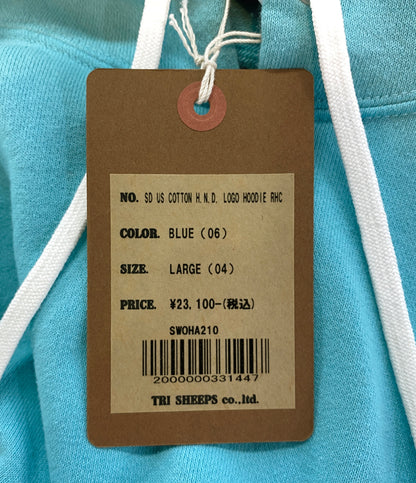 NO. SD US COTTON H.N.D. LOGO HOODIE RHC
COLOR. BLUE (06)
SIZE. LARGE (04)
PRICE. ¥23,100-(税込)
SWOHA210
2000000331447
TRI SHEEPS co.,ltd.